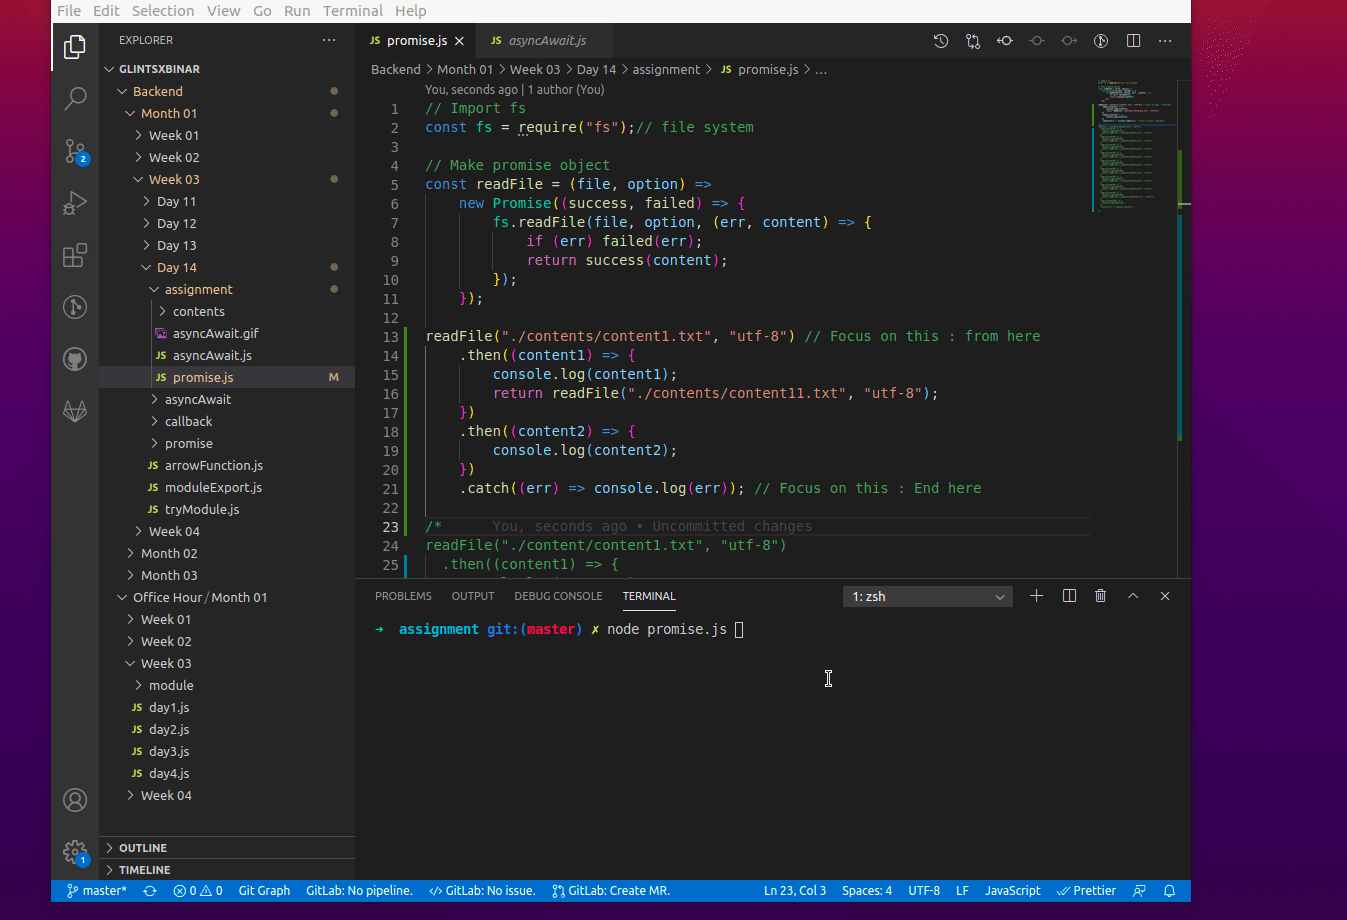 File Edit Selection View Go Run Terminal Help
EXPLORER
GLINTSXBINAR
Backend
Month 01
Week 01
Week 02
Week 03
Day 11
Day 12
Day 13
Day 14
assignment
contents
asyncAwait.gif
JS asyncAwait.js
JS promise.js M
asyncAwait
callback
promise
JS arrowFunction.js
JS moduleExport.js
JS tryModule.js
Week 04
Month 02
Month 03
Office Hour / Month 01
Week 01
Week 02
Week 03
module
JS day1.js
JS day2.js
JS day3.js
JS day4.js
Week 04
OUTLINE
TIMELINE
2
1
JS promise.js JS asyncAwait.js
Backend > Month 01 > Week 03 > Day 14 > assignment > JS promise.js > ...
You, seconds ago | 1 author (You)
1 // Import fs
2 const fs = require("fs");// file system
3
4 // Make promise object
5 const readFile = (file, option) =>
6 new Promise((success, failed) => {
7 fs.readFile(file, option, (err, content) => {
8 if (err) failed(err);
9 return success(content);
10 });
11 });
12
13 readFile("./contents/content1.txt", "utf-8") // Focus on this : from here
14 .then((content1) => {
15 console.log(content1);
16 return readFile("./contents/content11.txt", "utf-8");
17 })
18 .then((content2) => {
19 console.log(content2);
20 })
21 .catch((err) => console.log(err)); // Focus on this : End here
22
23 /* You, seconds ago • Uncommitted changes
24 readFile("./content/content1.txt", "utf-8")
25 .then((content1) => {
PROBLEMS OUTPUT DEBUG CONSOLE TERMINAL 1: zsh
→ assignment git:(master) ✗ node promise.js
master* 0 0 Git Graph GitLab: No pipeline. GitLab: No issue. GitLab: Create MR. Ln 23, Col 3 Spaces: 4 UTF-8 LF JavaScript Prettier